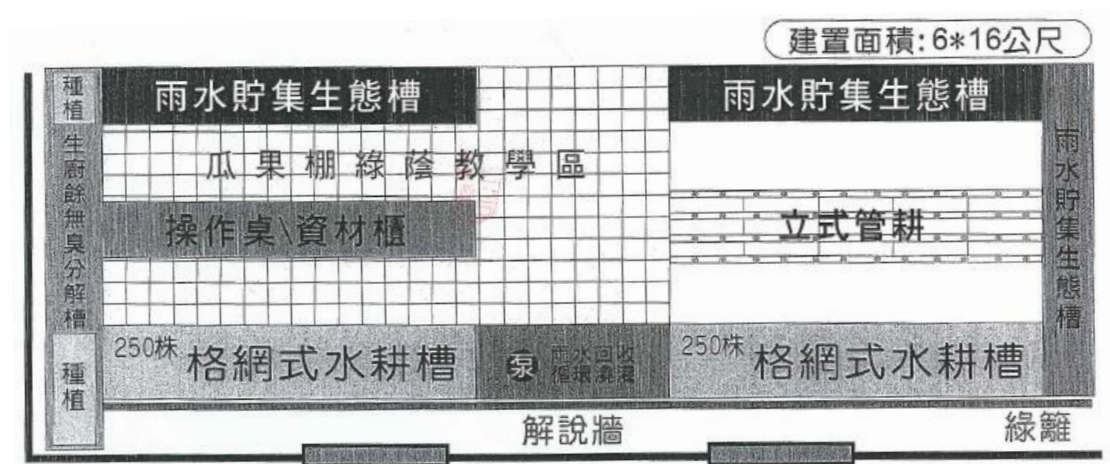 建置面積:6*16公尺
種植
雨水貯集生態槽
雨水貯集生態槽
生廚餘無臭分解槽
瓜果棚綠蔭教學區
雨水貯集生態槽
操作桌\資材櫃
立式管耕
250株 格網式水耕槽
泵
雨水回收
循環澆灌
250株 格網式水耕槽
種植
解說牆
綠籬